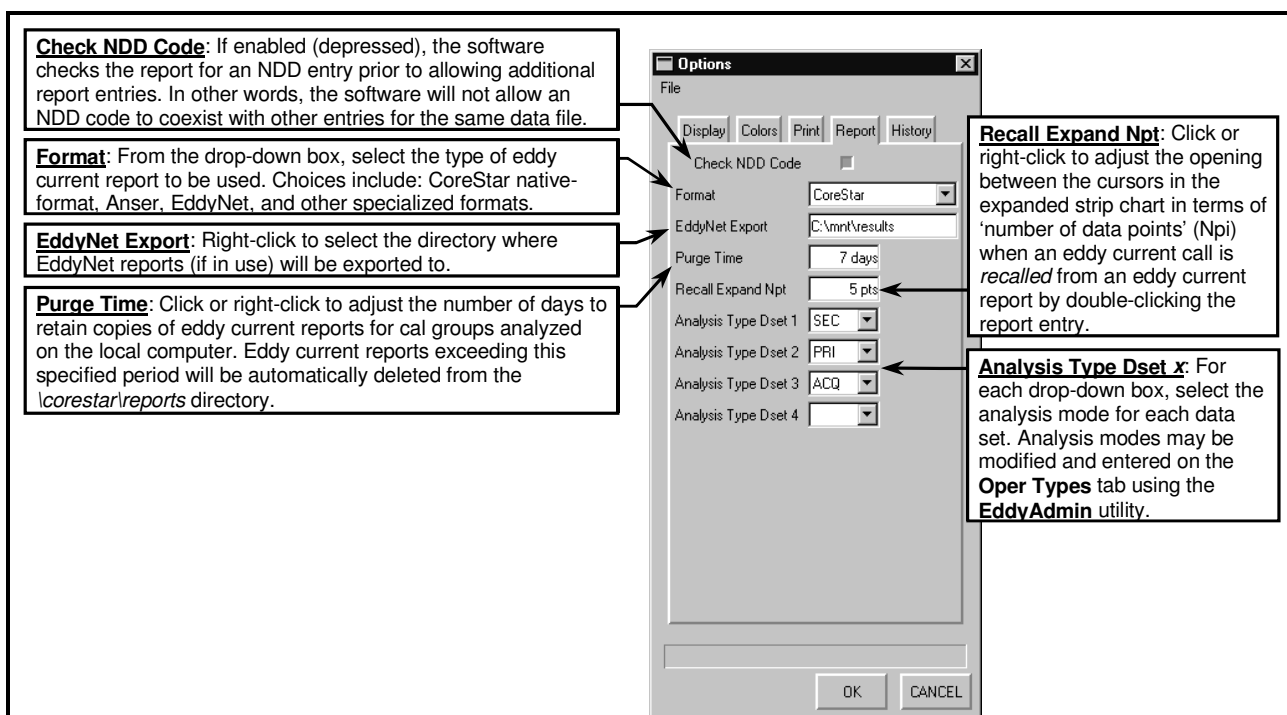 Check NDD Code: If enabled (depressed), the software
checks the report for an NDD entry prior to allowing additional
report entries. In other words, the software will not allow an
NDD code to coexist with other entries for the same data file.
Format: From the drop-down box, select the type of eddy
current report to be used. Choices include: CoreStar native-
format, Anser, EddyNet, and other specialized formats.
EddyNet Export: Right-click to select the directory where
EddyNet reports (if in use) will be exported to.
Purge Time: Click or right-click to adjust the number of days to
retain copies of eddy current reports for cal groups analyzed
on the local computer. Eddy current reports exceeding this
specified period will be automatically deleted from the
\corestar\reports directory.
Options
File
Display Colors Print Report History
Check NDD Code
Format CoreStar
EddyNet Export C:\mnt\results
Purge Time 7 days
Recall Expand Npt 5 pts
Analysis Type Dset 1 SEC
Analysis Type Dset 2 PRI
Analysis Type Dset 3 ACQ
Analysis Type Dset 4
OK CANCEL
Recall Expand Npt: Click or
right-click to adjust the opening
between the cursors in the
expanded strip chart in terms of
‘number of data points’ (Npi)
when an eddy current call is
recalled from an eddy current
report by double-clicking the
report entry.
Analysis Type Dset x: For
each drop-down box, select the
analysis mode for each data
set. Analysis modes may be
modified and entered on the
Oper Types tab using the
EddyAdmin utility.